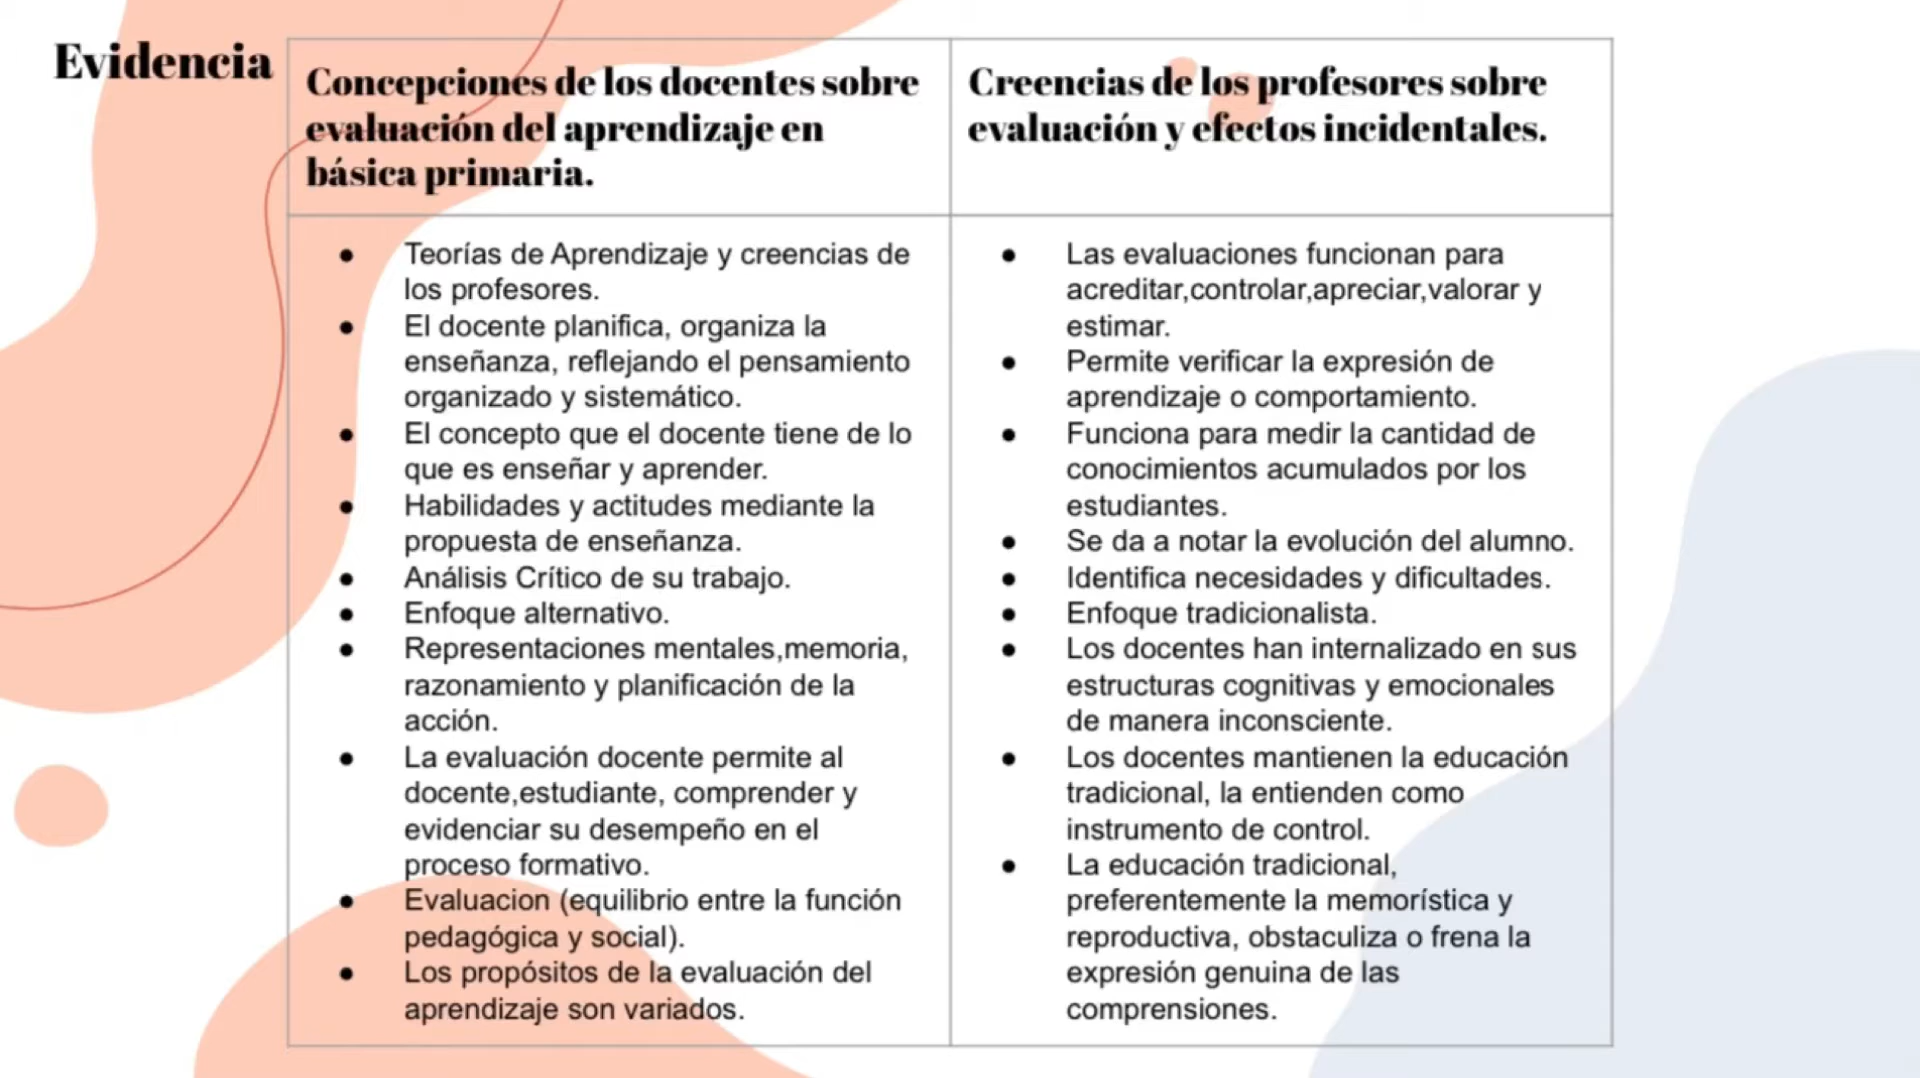 Evidencia
Concepciones de los docentes sobre
evaluación del aprendizaje en
básica primaria.
Creencias de los profesores sobre
evaluación y efectos incidentales.
● Teorías de Aprendizaje y creencias de
los profesores.
● El docente planifica, organiza la
enseñanza, reflejando el pensamiento
organizado y sistemático.
● El concepto que el docente tiene de lo
que es enseñar y aprender.
● Habilidades y actitudes mediante la
propuesta de enseñanza.
● Análisis Crítico de su trabajo.
● Enfoque alternativo.
● Representaciones mentales,memoria,
razonamiento y planificación de la
acción.
● La evaluación docente permite al
docente,estudiante, comprender y
evidenciar su desempeño en el
proceso formativo.
● Evaluacion (equilibrio entre la función
pedagógica y social).
● Los propósitos de la evaluación del
aprendizaje son variados.
● Las evaluaciones funcionan para
acreditar,controlar,apreciar,valorar y
estimar.
● Permite verificar la expresión de
aprendizaje o comportamiento.
● Funciona para medir la cantidad de
conocimientos acumulados por los
estudiantes.
● Se da a notar la evolución del alumno.
● Identifica necesidades y dificultades.
● Enfoque tradicionalista.
● Los docentes han internalizado en sus
estructuras cognitivas y emocionales
de manera inconsciente.
● Los docentes mantienen la educación
tradicional, la entienden como
instrumento de control.
● La educación tradicional,
preferentemente la memorística y
reproductiva, obstaculiza o frena la
expresión genuina de las
comprensiones.